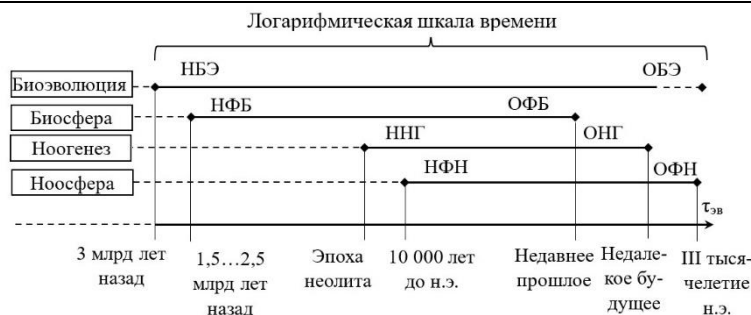 Логарифмическая шкала времени
Биоэволюция
НБЭ
ОБЭ
Биосфера
НФБ
ОФБ
Ноогенез
ННГ
ОНГ
Ноосфера
НФН
ОФН
τэв
3 млрд лет
назад
1,5…2,5
млрд лет
назад
Эпоха
неолита
10 000 лет
до н.э.
Недавнее
прошлое
Недале-
кое бу-
дущее
III тыся-
челетие
н.э.